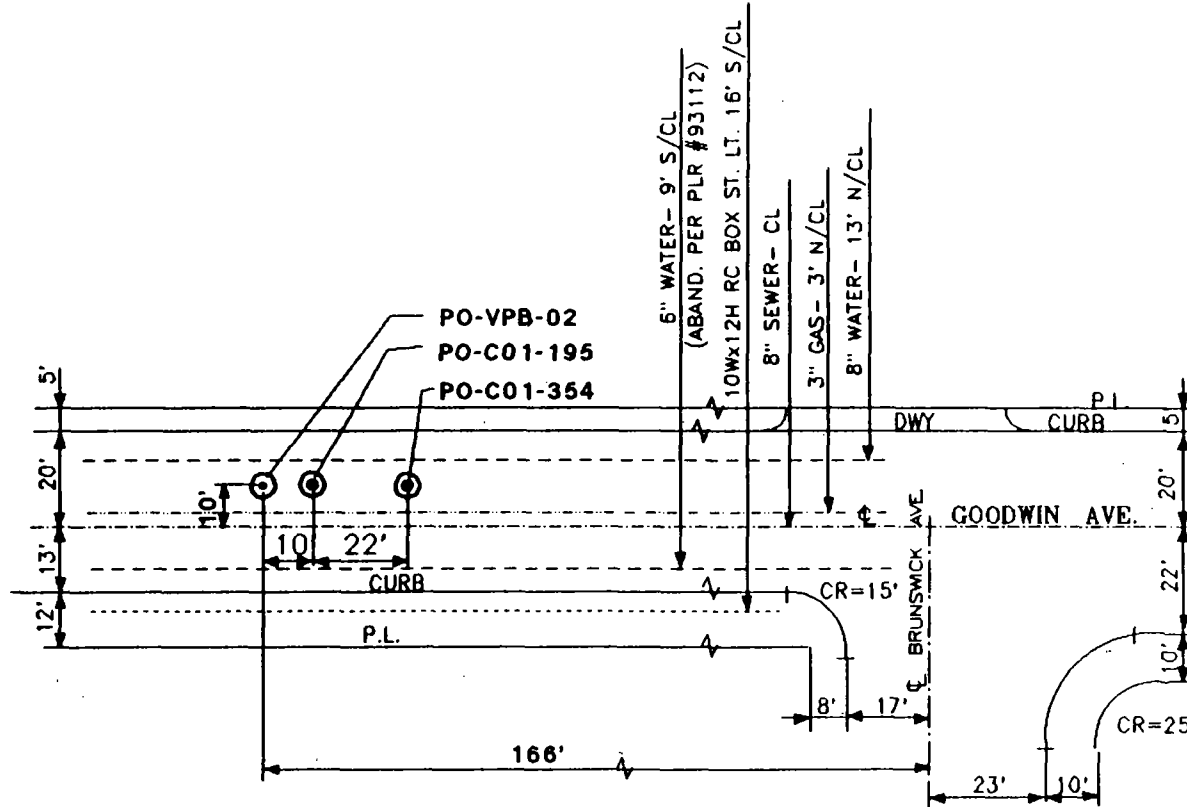 6" WATER- 9' S/CL
(ABAND. PER PLR #93112)
10Wx12H RC BOX ST. LT. 16' S/CL
8" SEWER- CL
3" GAS- 3' N/CL
8" WATER- 13' N/CL
PO-VPB-02
PO-C01-195
PO-C01-354
5'
P.L.
5'
DWY
CURB
20'
10'
20'
℄
GOODWIN AVE.
10
22'
13'
CURB
CR=15'
22'
12'
P.L.
℄ BRUNSWICK AVE.
10'
8'
17'
CR=25
166'
23'
10'